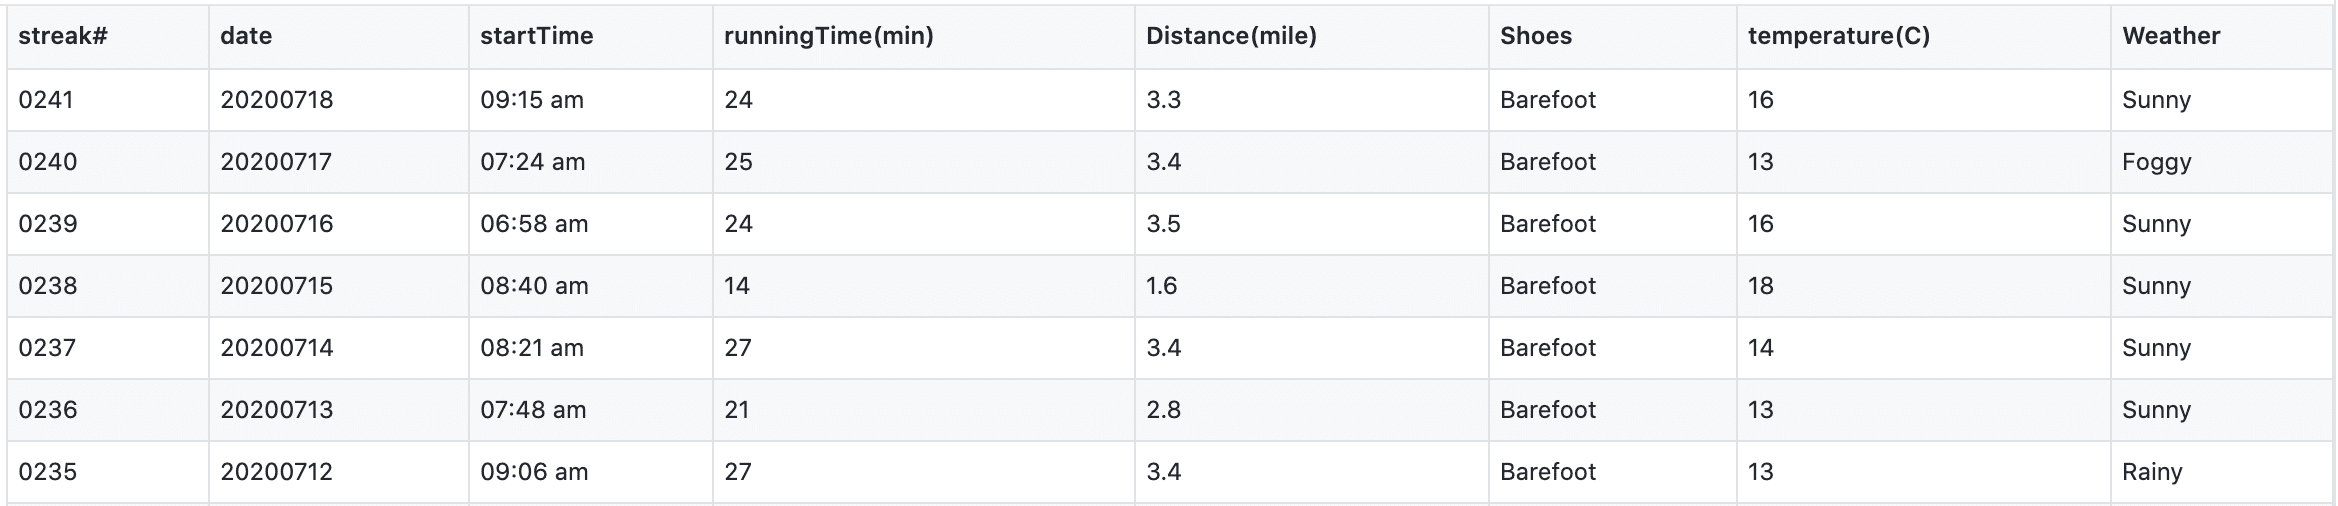 streak# date startTime runningTime(min) Distance(mile) Shoes temperature(C) Weather
0241 20200718 09:15 am 24 3.3 Barefoot 16 Sunny
0240 20200717 07:24 am 25 3.4 Barefoot 13 Foggy
0239 20200716 06:58 am 24 3.5 Barefoot 16 Sunny
0238 20200715 08:40 am 14 1.6 Barefoot 18 Sunny
0237 20200714 08:21 am 27 3.4 Barefoot 14 Sunny
0236 20200713 07:48 am 21 2.8 Barefoot 13 Sunny
0235 20200712 09:06 am 27 3.4 Barefoot 13 Rainy